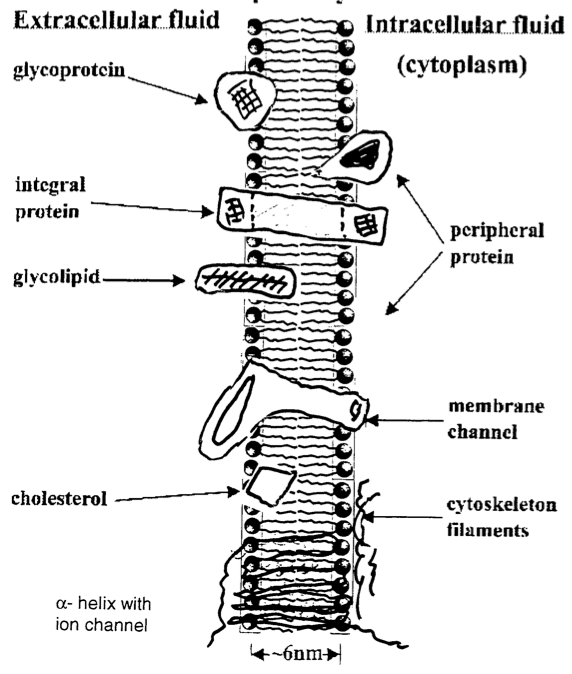 Extracellular fluid
Intracellular fluid
(cytoplasm)
glycoprotein
integral
protein
peripheral
protein
glycolipid
membrane
channel
cholesterol
cytoskeleton
filaments
α- helix with
ion channel
~6nm